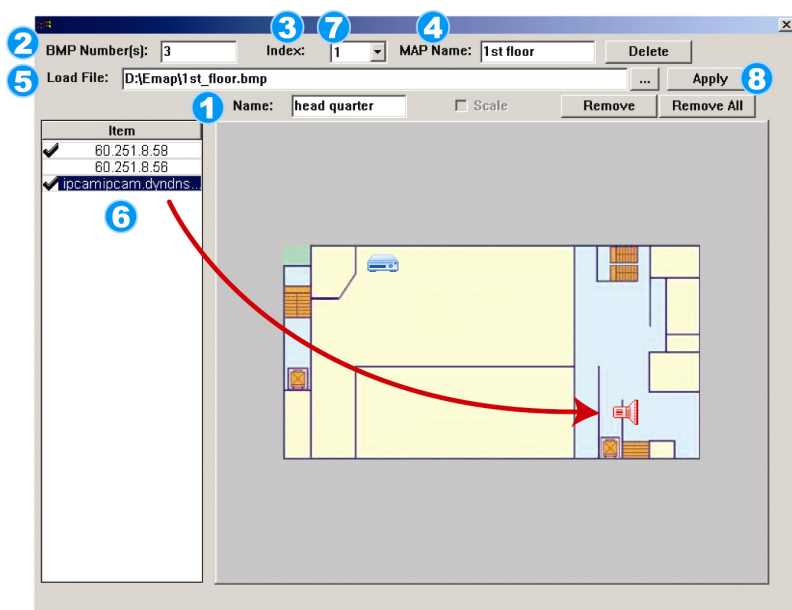 3 7 4
2 BMP Number(s): 3 Index: 1 MAP Name: 1st floor Delete
5 Load File: D:\Emap\1st_floor.bmp ... Apply 8
1 Name: head quarter Scale Remove Remove All
Item
60.251.8.58
60.251.8.56
ipcamipcam.dyndns...
6